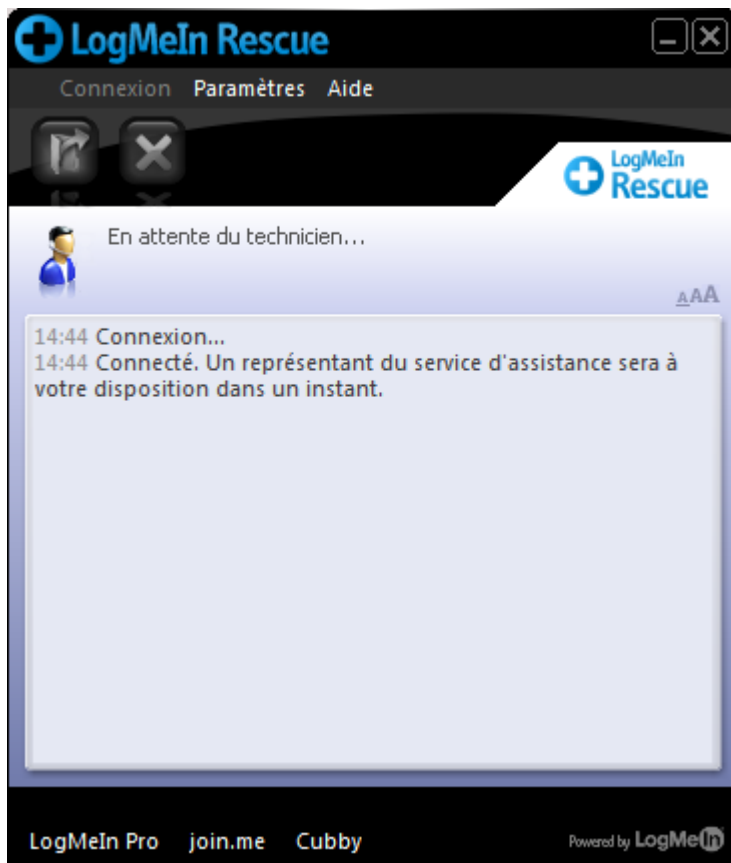 LogMeIn Rescue
Connexion Paramètres Aide
LogMeIn
Rescue
En attente du technicien...
AAA
14:44 Connexion...
14:44 Connecté. Un représentant du service d'assistance sera à
votre disposition dans un instant.
LogMeIn Pro join.me Cubby
Powered by LogMeIn